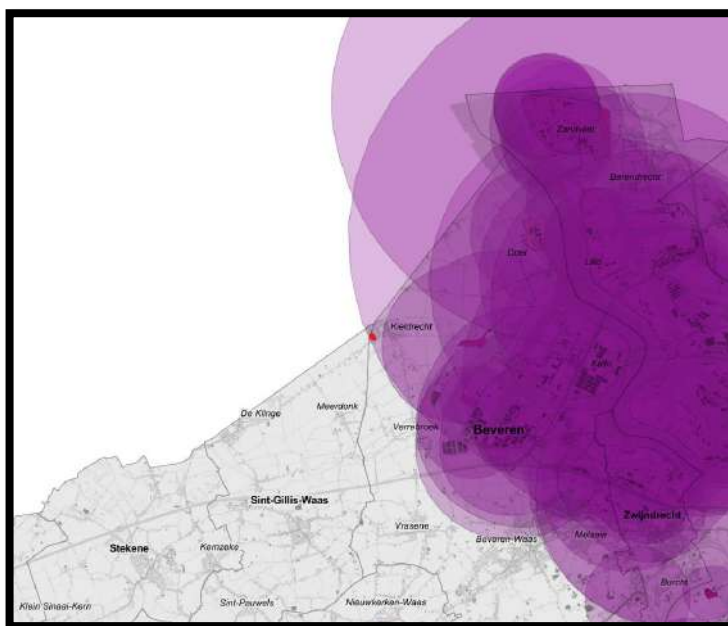 Zandvliet
Berendrecht
Doel
Lillo
Kieldrecht
Kallo
De Klinge
Meerdonk
Verrebroek
Beveren
Sint-Gillis-Waas
Zwijndrecht
Vrasene
Melsele
Stekene
Kemzeke
Beveren-Waas
Burcht
Klein Sinaai-Kern
Sint-Pauwels
Nieuwkerken-Waas